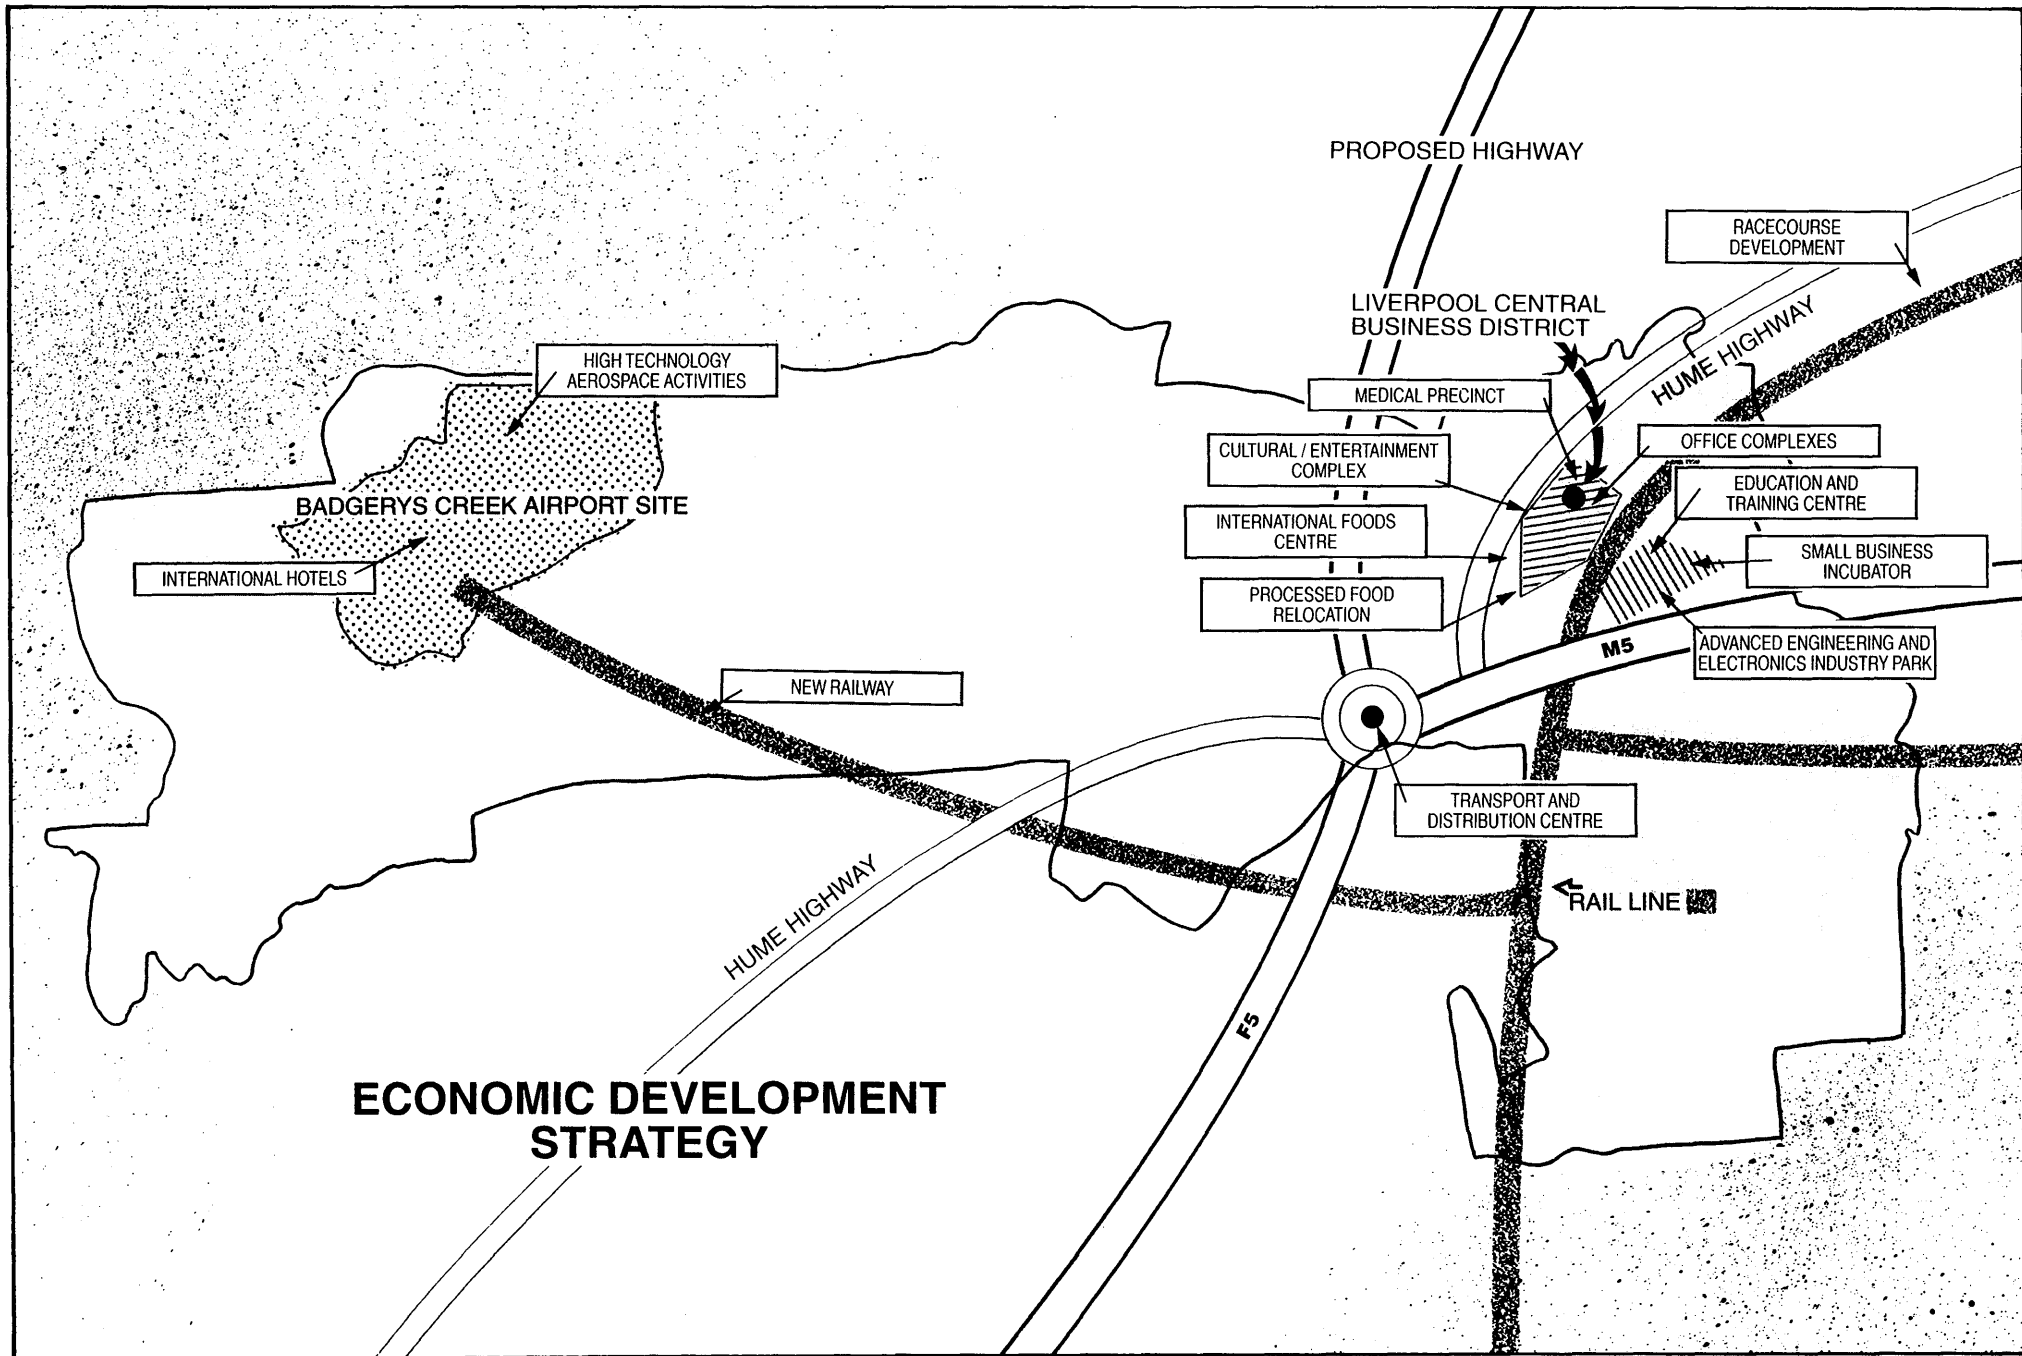 PROPOSED HIGHWAY
RACECOURSE
DEVELOPMENT
LIVERPOOL CENTRAL
BUSINESS DISTRICT
HUME HIGHWAY
HIGH TECHNOLOGY
AEROSPACE ACTIVITIES
MEDICAL PRECINCT
OFFICE COMPLEXES
CULTURAL / ENTERTAINMENT
COMPLEX
EDUCATION AND
TRAINING CENTRE
BADGERYS CREEK AIRPORT SITE
INTERNATIONAL FOODS
CENTRE
SMALL BUSINESS
INCUBATOR
INTERNATIONAL HOTELS
PROCESSED FOOD
RELOCATION
M5
ADVANCED ENGINEERING AND
ELECTRONICS INDUSTRY PARK
NEW RAILWAY
TRANSPORT AND
DISTRIBUTION CENTRE
RAIL LINE
HUME HIGHWAY
F5
ECONOMIC DEVELOPMENT
STRATEGY